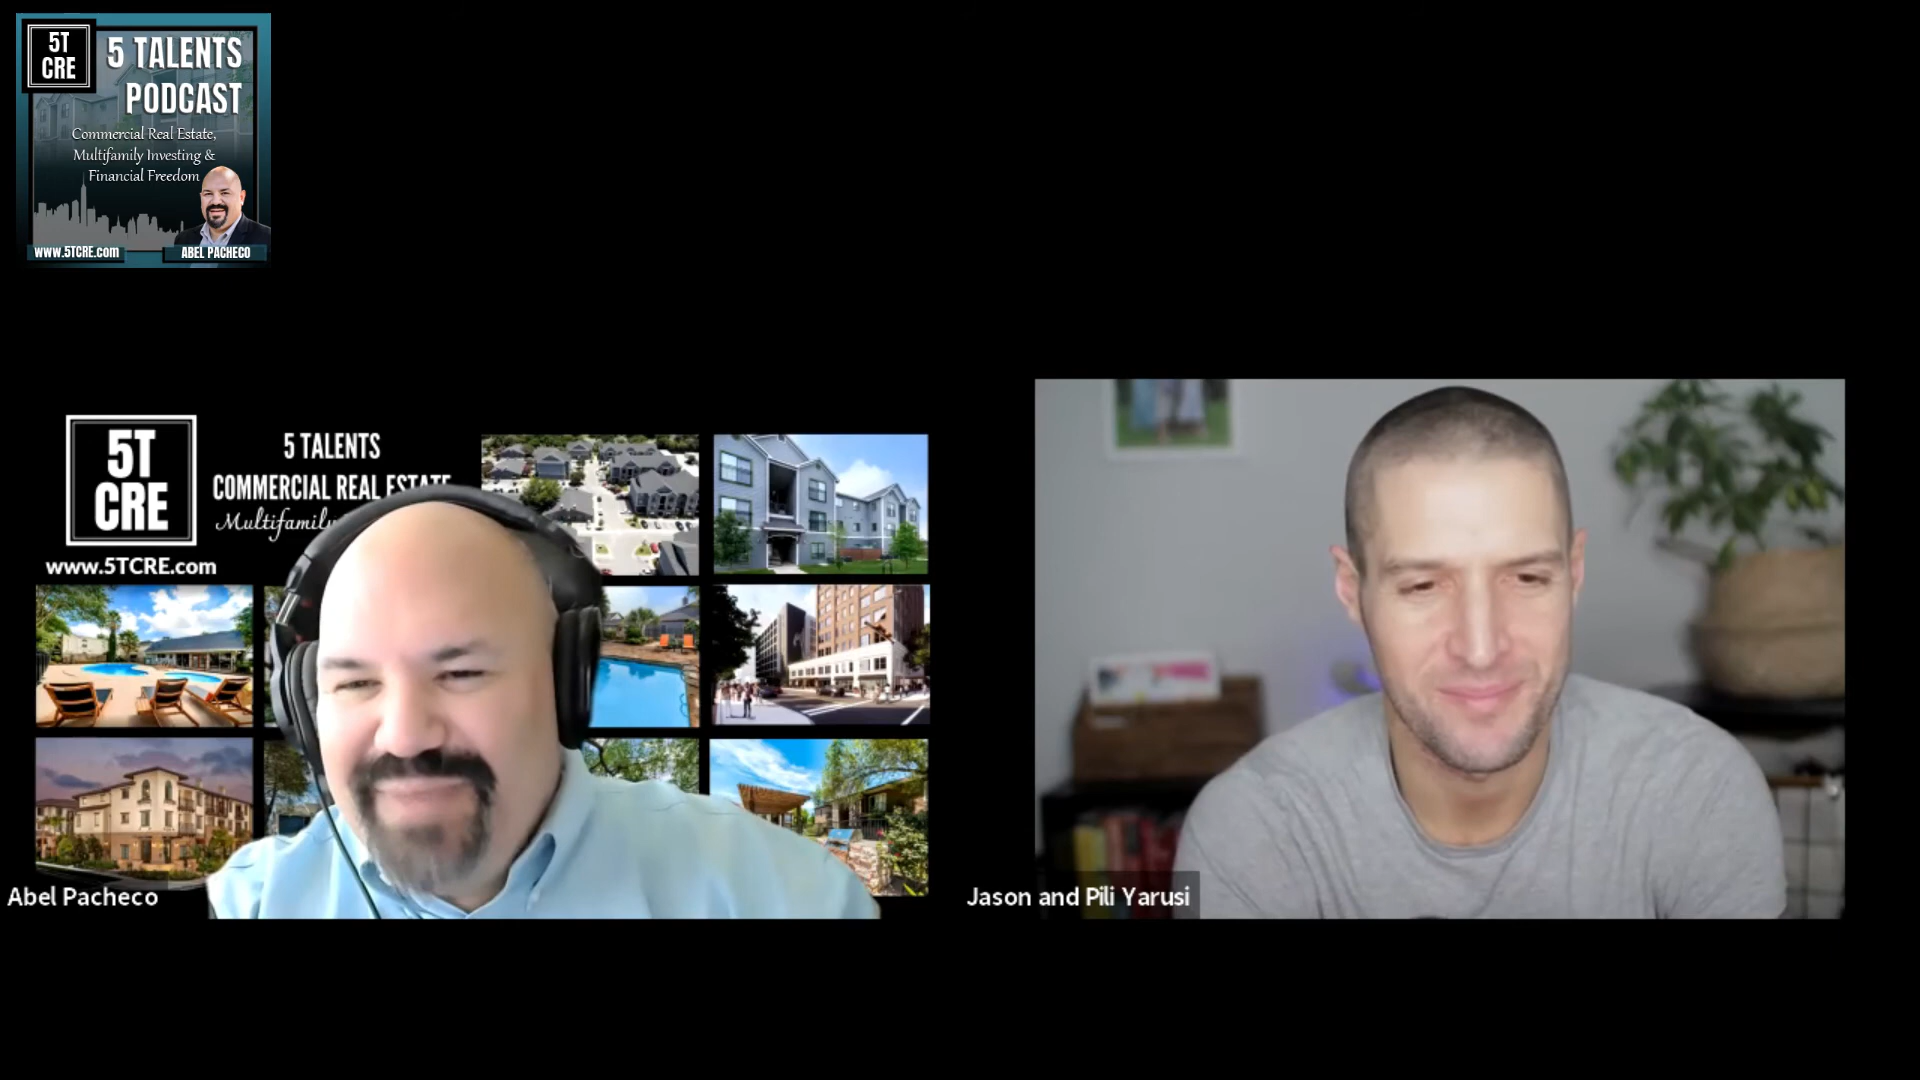 5T
CRE
5 TALENTS
PODCAST
Commercial Real Estate,
Multifamily Investing &
Financial Freedom
www.5TCRE.com
ABEL PACHECO
5T
CRE
5 TALENTS
COMMERCIAL REAL ESTATE
Multifamily
www.5TCRE.com
Abel Pacheco
Jason and Pili Yarusi